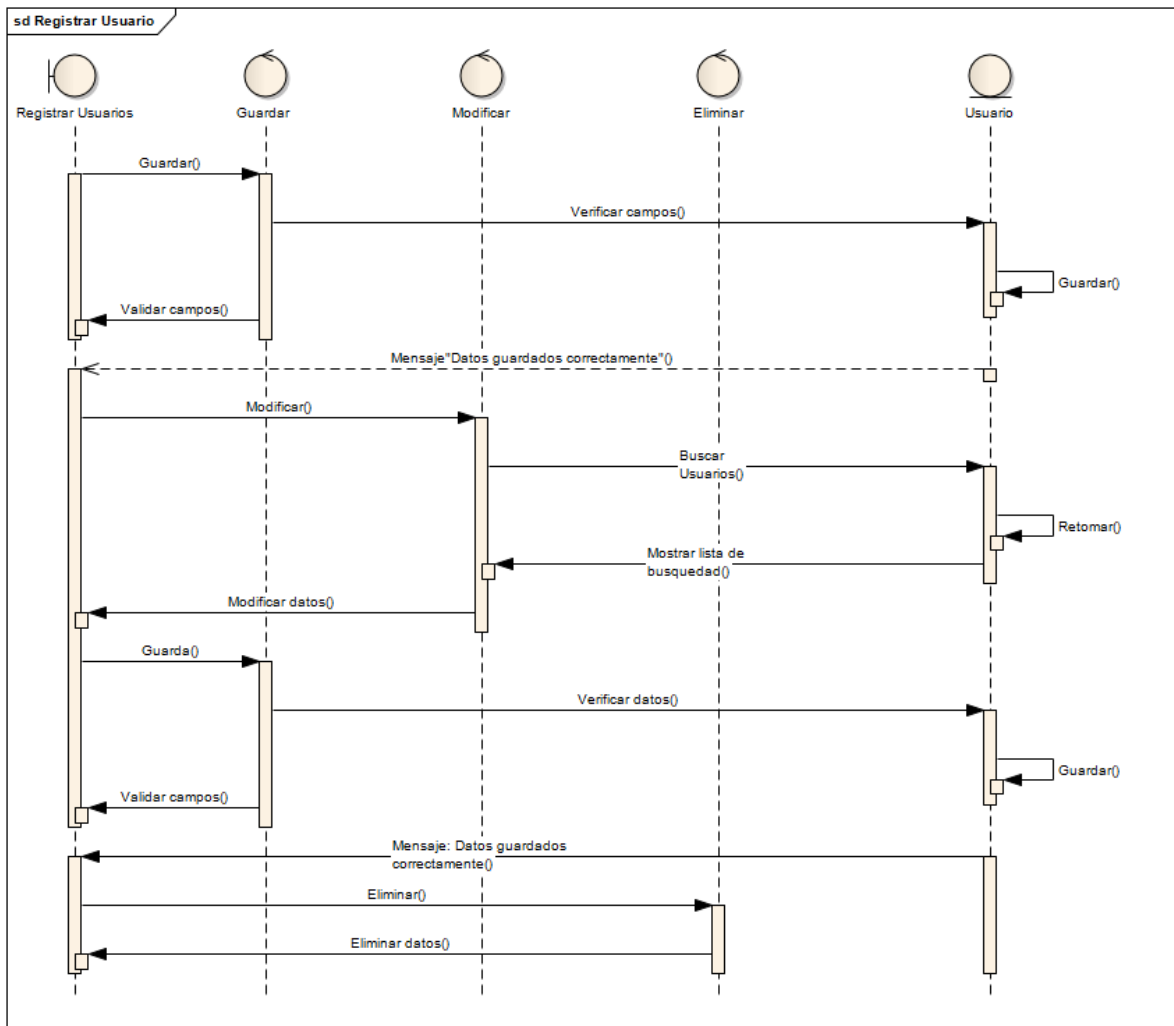 sd Registrar Usuario
Registrar Usuarios
Guardar
Modificar
Eliminar
Usuario
Guardar()
Verificar campos()
Guardar()
Validar campos()
Mensaje"Datos guardados correctamente"()
Modificar()
Buscar
Usuarios()
Retomar()
Mostrar lista de
busquedad()
Modificar datos()
Guarda()
Verificar datos()
Guardar()
Validar campos()
Mensaje: Datos guardados
correctamente()
Eliminar()
Eliminar datos()